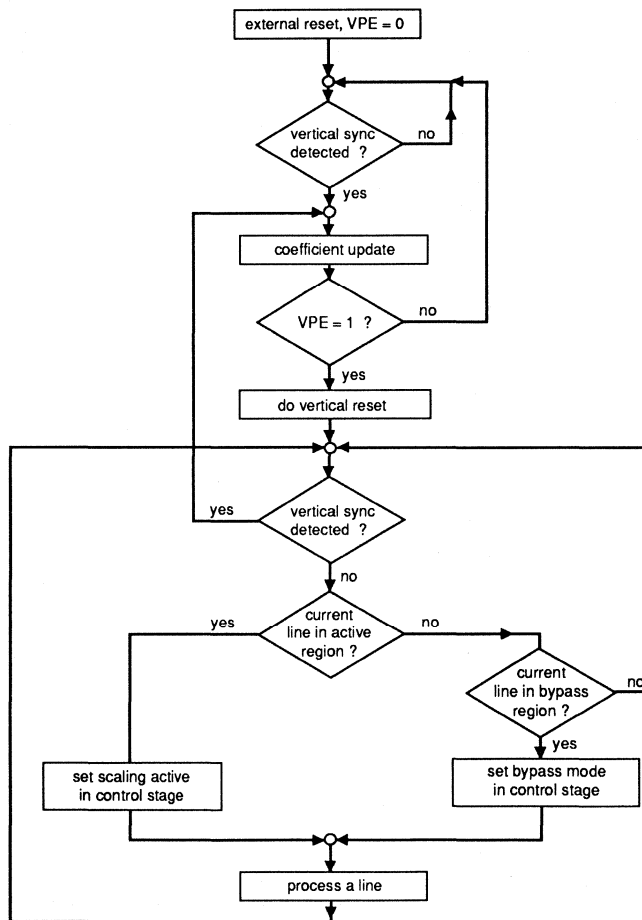 external reset, VPE = 0
vertical sync
detected ?
no
yes
coefficient update
VPE = 1 ?
no
yes
do vertical reset
vertical sync
detected ?
yes
no
current
line in active
region ?
yes
no
current
line in bypass
region ?
no
yes
set scaling active
in control stage
set bypass mode
in control stage
process a line